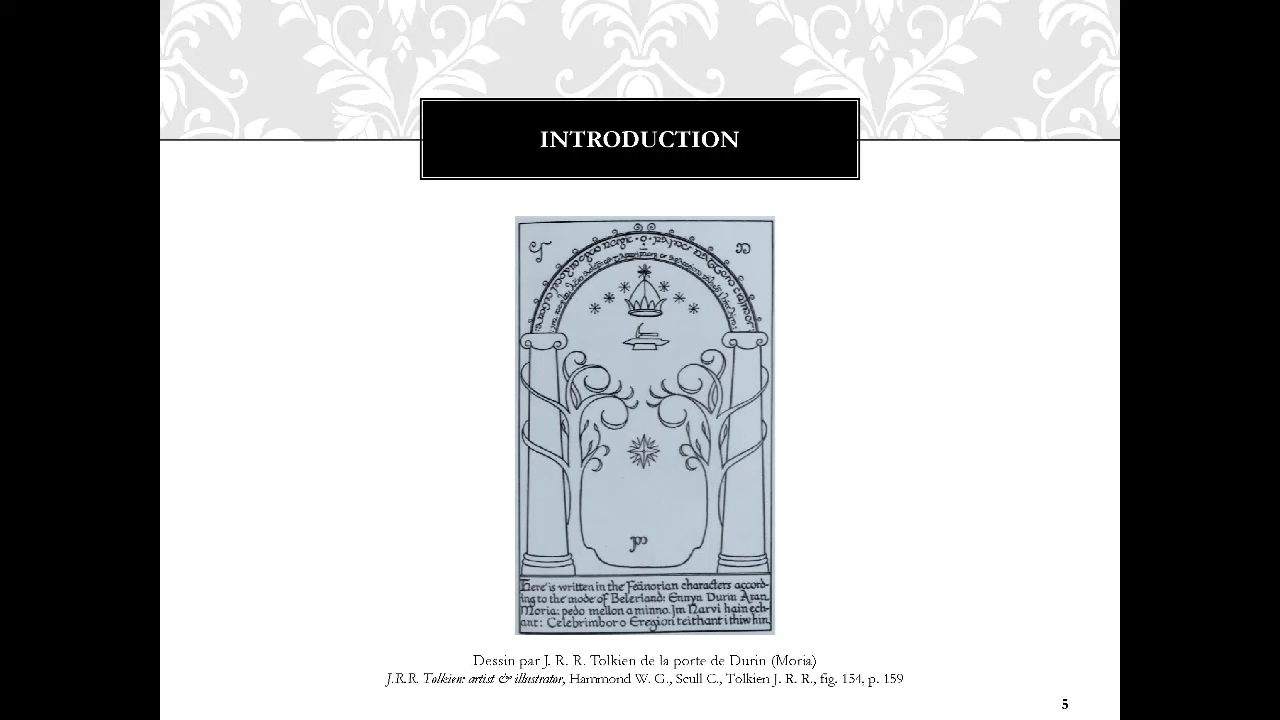 INTRODUCTION
Here is written in the Fëanorian characters accord-
ing to the mode of Belerland: Ennyn Durin Aran
Moria: pedo mellon a minno. Im Narvi hain ech-
ant: Celebrimbor o Eregion teithant i thiw hin.
Dessin par J. R. R. Tolkien de la porte de Durin (Moria)
J.R.R. Tolkien: artist & illustrator, Hammond W. G., Scull C., Tolkien J. R. R., fig. 154, p. 159
5